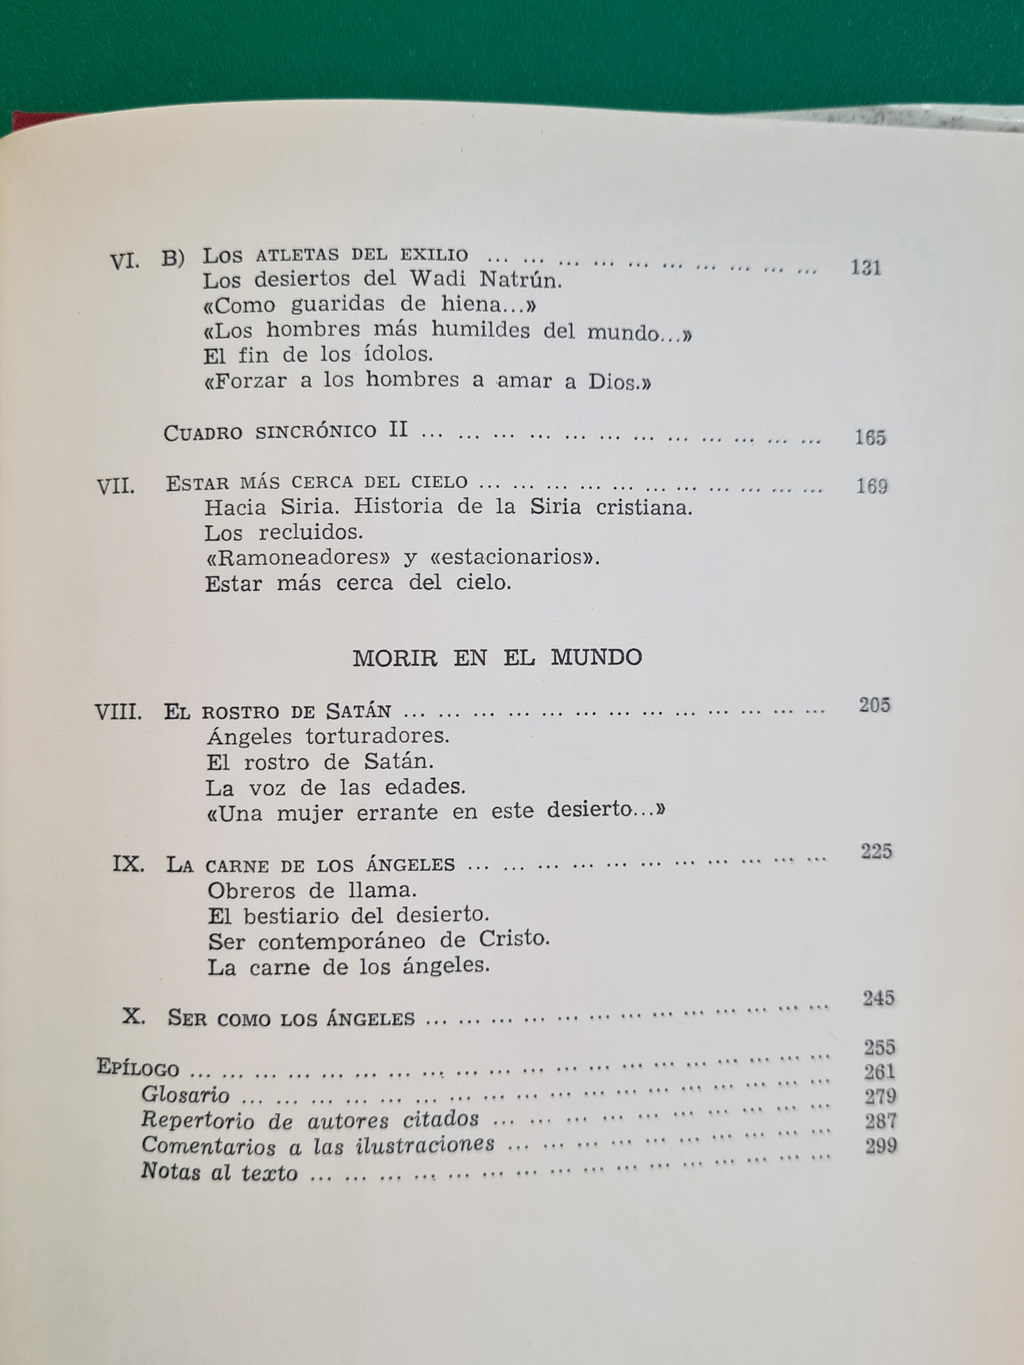 VI. B) Los atletas del exilio ... ... ... ... ... ... ... ... ... ... 131
Los desiertos del Wadi Natrún.
«Como guaridas de hiena...»
«Los hombres más humildes del mundo...»
El fin de los ídolos.
«Forzar a los hombres a amar a Dios.»
Cuadro sincrónico II ... ... ... ... ... ... ... ... ... ... ... ... 165
VII. Estar más cerca del cielo ... ... ... ... ... ... ... ... ... ... 169
Hacia Siria. Historia de la Siria cristiana.
Los recluidos.
«Ramoneadores» y «estacionarios».
Estar más cerca del cielo.
MORIR EN EL MUNDO
VIII. El rostro de Satán ... ... ... ... ... ... ... ... ... ... ... ... ... 205
Ángeles torturadores.
El rostro de Satán.
La voz de las edades.
«Una mujer errante en este desierto...»
IX. La carne de los ángeles ... ... ... ... ... ... ... ... ... ... ... 225
Obreros de llama.
El bestiario del desierto.
Ser contemporáneo de Cristo.
La carne de los ángeles.
X. Ser como los ángeles ... ... ... ... ... ... ... ... ... ... ... ... ... 245
Epílogo ... ... ... ... ... ... ... ... ... ... ... ... ... ... ... ... ... ... ... ... 255
Glosario ... ... ... ... ... ... ... ... ... ... ... ... ... ... ... ... ... ... 261
Repertorio de autores citados ... ... ... ... ... ... ... ... ... ... 279
Comentarios a las ilustraciones ... ... ... ... ... ... ... ... ... ... 287
Notas al texto ... ... ... ... ... ... ... ... ... ... ... ... ... ... ... ... 299